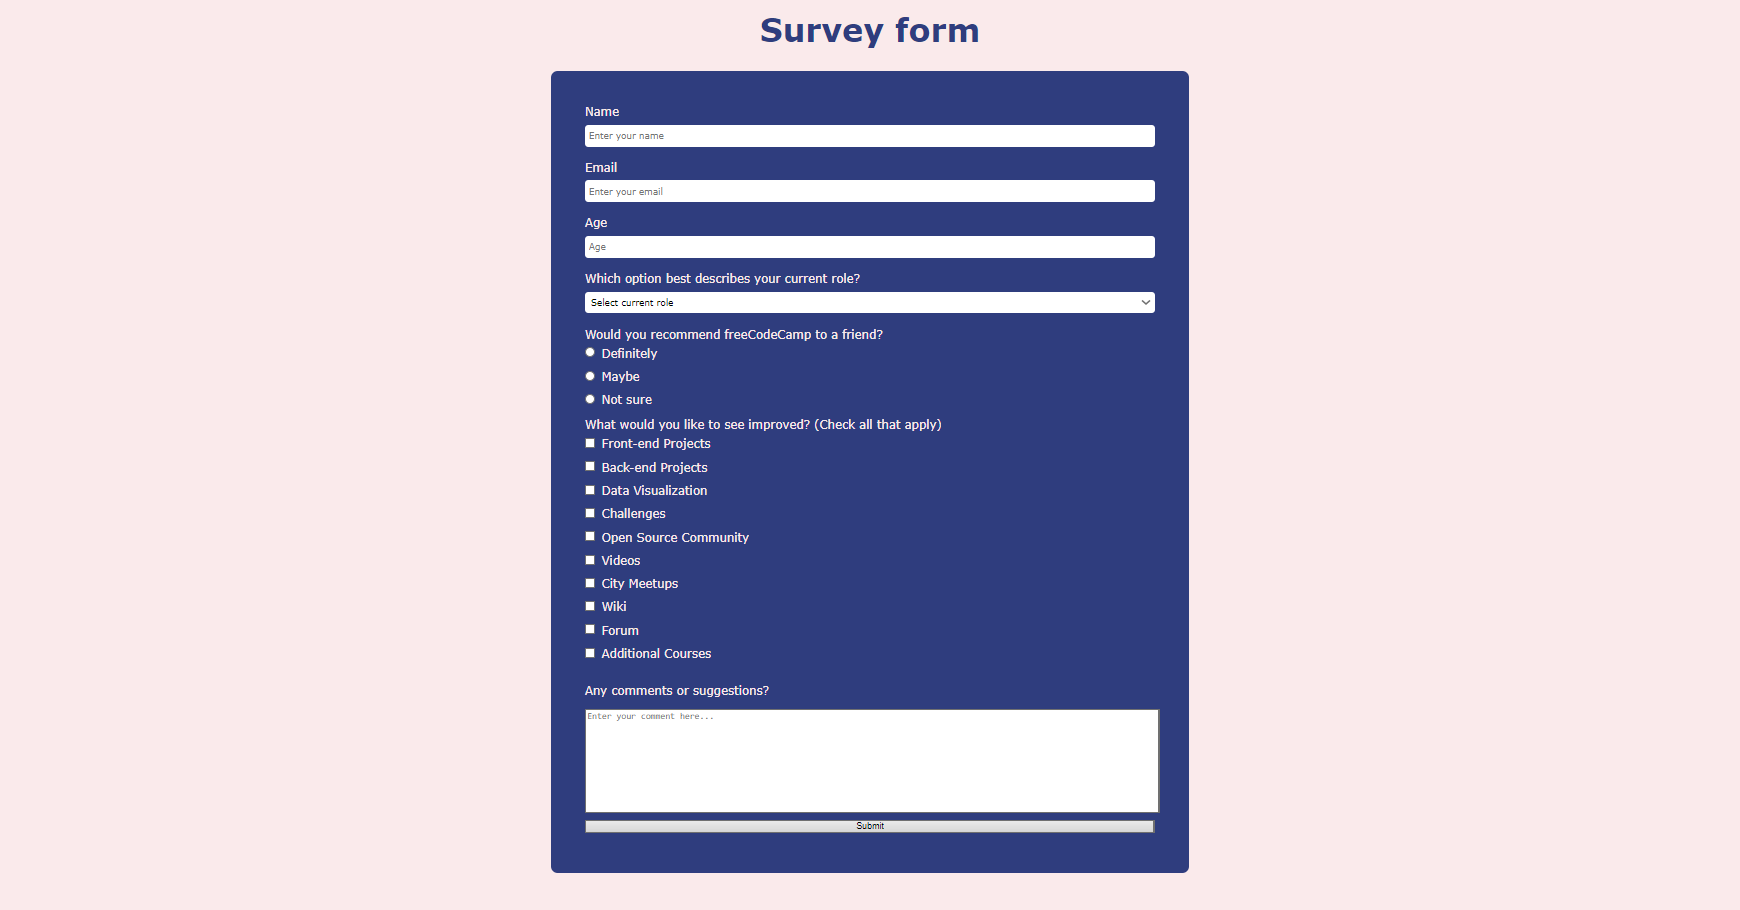 Survey form
Name
Enter your name
Email
Enter your email
Age
Age
Which option best describes your current role?
Select current role
Would you recommend freeCodeCamp to a friend?
Definitely
Maybe
Not sure
What would you like to see improved? (Check all that apply)
Front-end Projects
Back-end Projects
Data Visualization
Challenges
Open Source Community
Videos
City Meetups
Wiki
Forum
Additional Courses
Any comments or suggestions?
Enter your comment here...
Submit